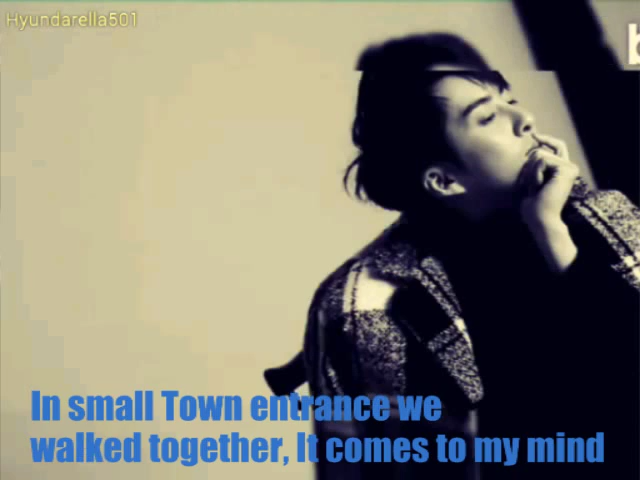 Hyundarella501
b
In small Town entrance we
walked together, It comes to my mind